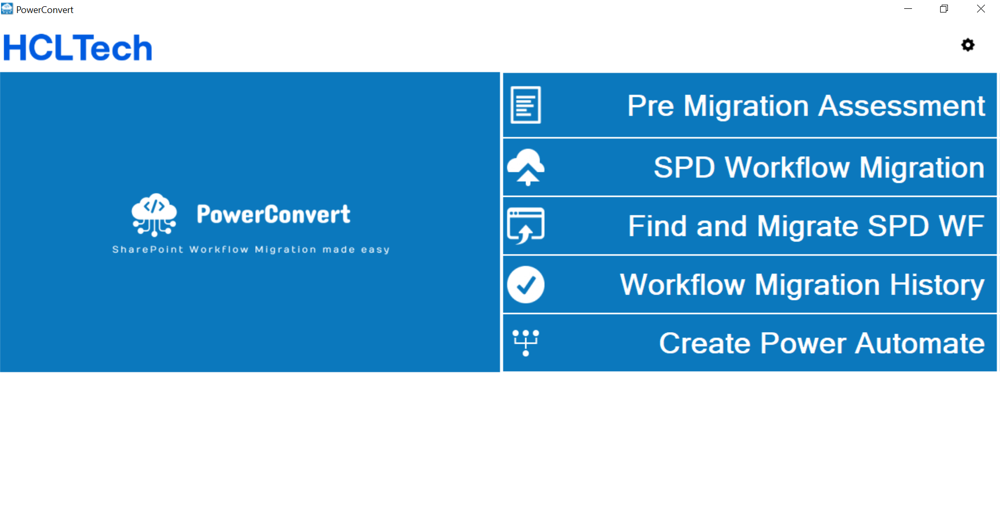 PowerConvert
HCLTech
PowerConvert
SharePoint Workflow Migration made easy
Pre Migration Assessment
SPD Workflow Migration
Find and Migrate SPD WF
Workflow Migration History
Create Power Automate